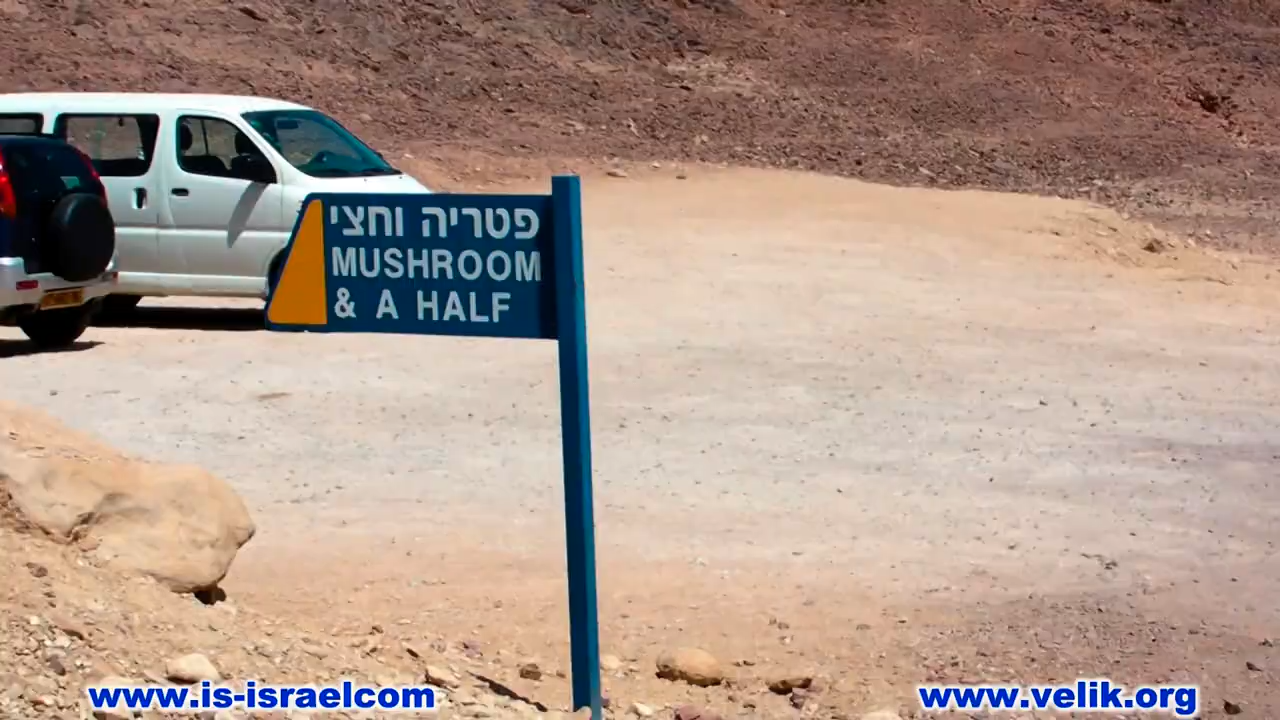 פטריה וחצי
MUSHROOM
& A HALF
www.is-israelcom
www.velik.org